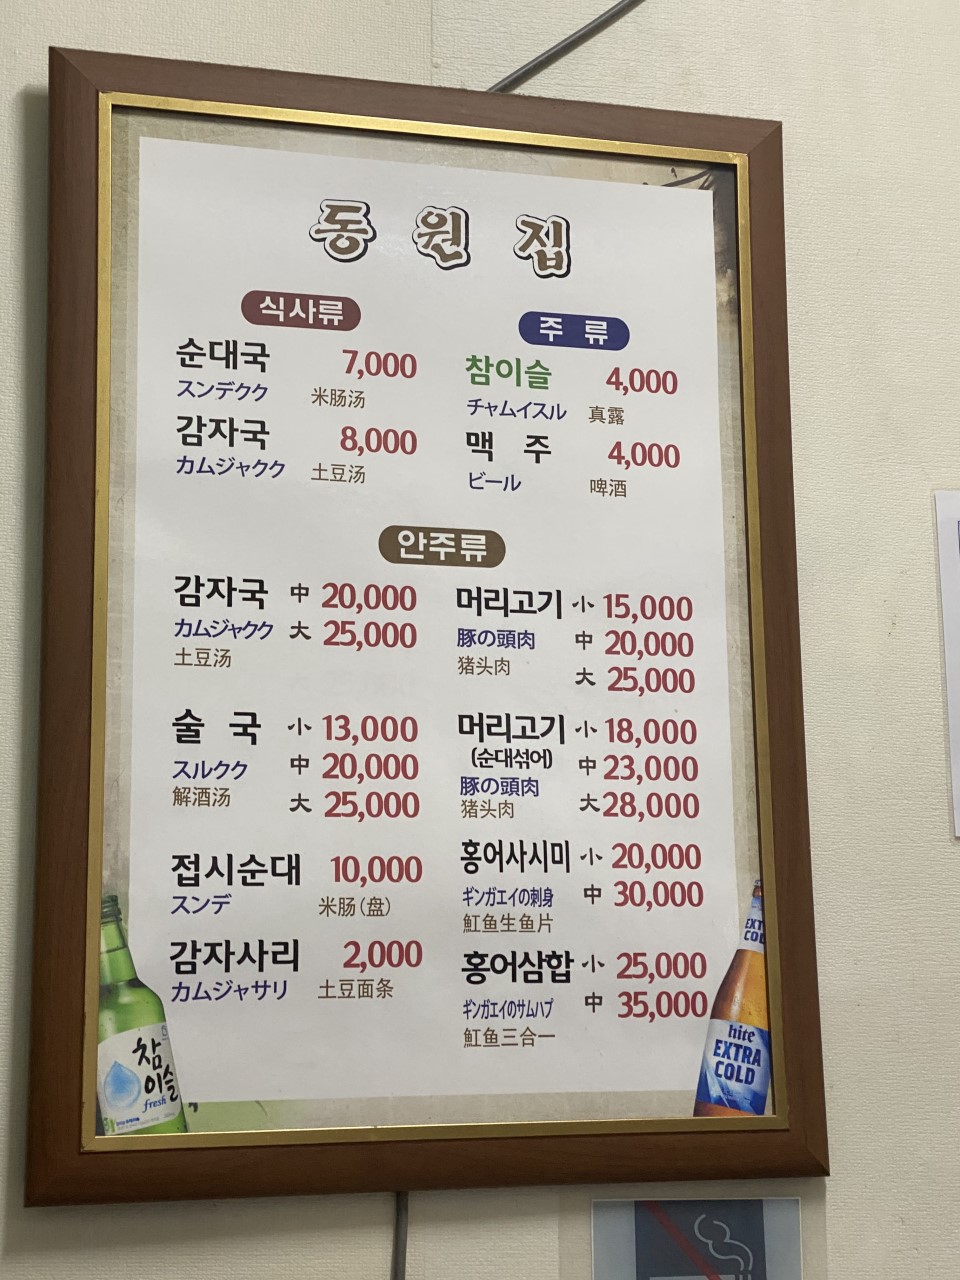 동원집
식사류
순대국 7,000
スンデクク 米肠汤
감자국 8,000
カムジャクク 土豆汤
주 류
참이슬 4,000
チャムイスル 真露
맥 주 4,000
ビール 啤酒
안주류
감자국 中 20,000
カムジャクク 大 25,000
土豆汤
술 국 小 13,000
スルクク 中 20,000
解酒汤 大 25,000
접시순대 10,000
スンデ 米肠(盘)
감자사리 2,000
カムジャサリ 土豆面条
머리고기 小 15,000
豚の頭肉 中 20,000
猪头肉 大 25,000
머리고기 小 18,000
(순대섞어) 中 23,000
豚の頭肉
猪头肉 大 28,000
홍어사시미 小 20,000
ギンガエイの刺身 中 30,000
魟鱼生鱼片
홍어삼합 小 25,000
ギンガエイのサムハプ 中 35,000
魟鱼三合一
참
이슬
fresh
EXT
COL
hite
EXTRA
COLD